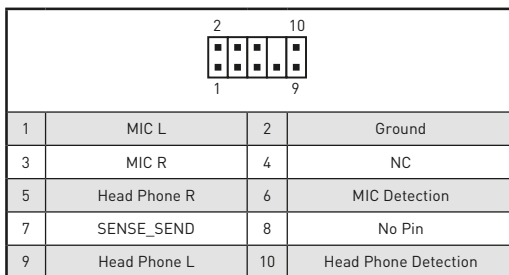 2 10
1 9
1 MIC L 2 Ground
3 MIC R 4 NC
5 Head Phone R 6 MIC Detection
7 SENSE_SEND 8 No Pin
9 Head Phone L 10 Head Phone Detection